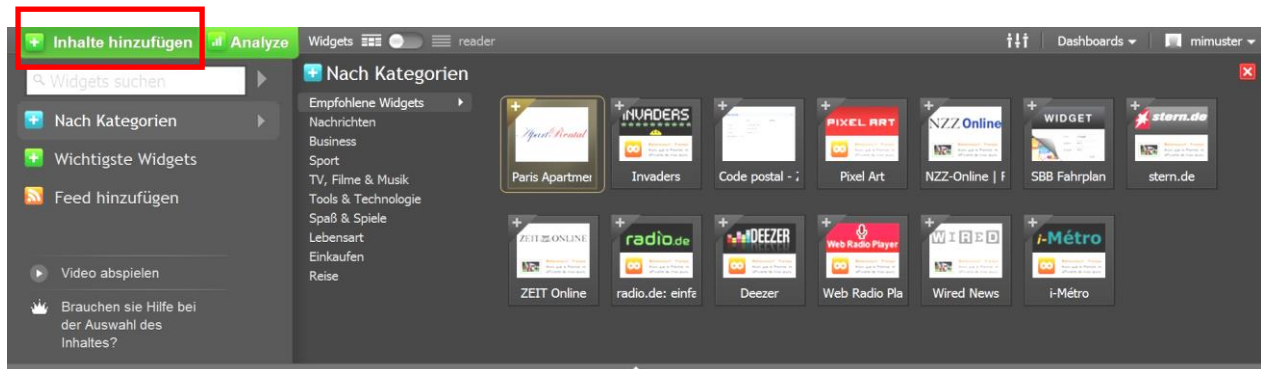 Inhalte hinzufügen Analyze Widgets reader Dashboards mimuster
Widgets suchen
Nach Kategorien
Wichtigste Widgets
Feed hinzufügen
Video abspielen
Brauchen sie Hilfe bei
der Auswahl des
Inhaltes?
Nach Kategorien
Empfohlene Widgets
Nachrichten
Business
Sport
TV, Filme & Musik
Tools & Technologie
Spaß & Spiele
Lebensart
Einkaufen
Reise
INVADERS PIXEL ART NZZ Online WIDGET stern.de
Paris Apartmer Invaders Code postal - Pixel Art NZZ-Online | F SBB Fahrplan stern.de
ZEIT ONLINE radio.de DEEZER Web Radio Player WIRED i-Métro
ZEIT Online radio.de: einfa Deezer Web Radio Pla Wired News i-Métro